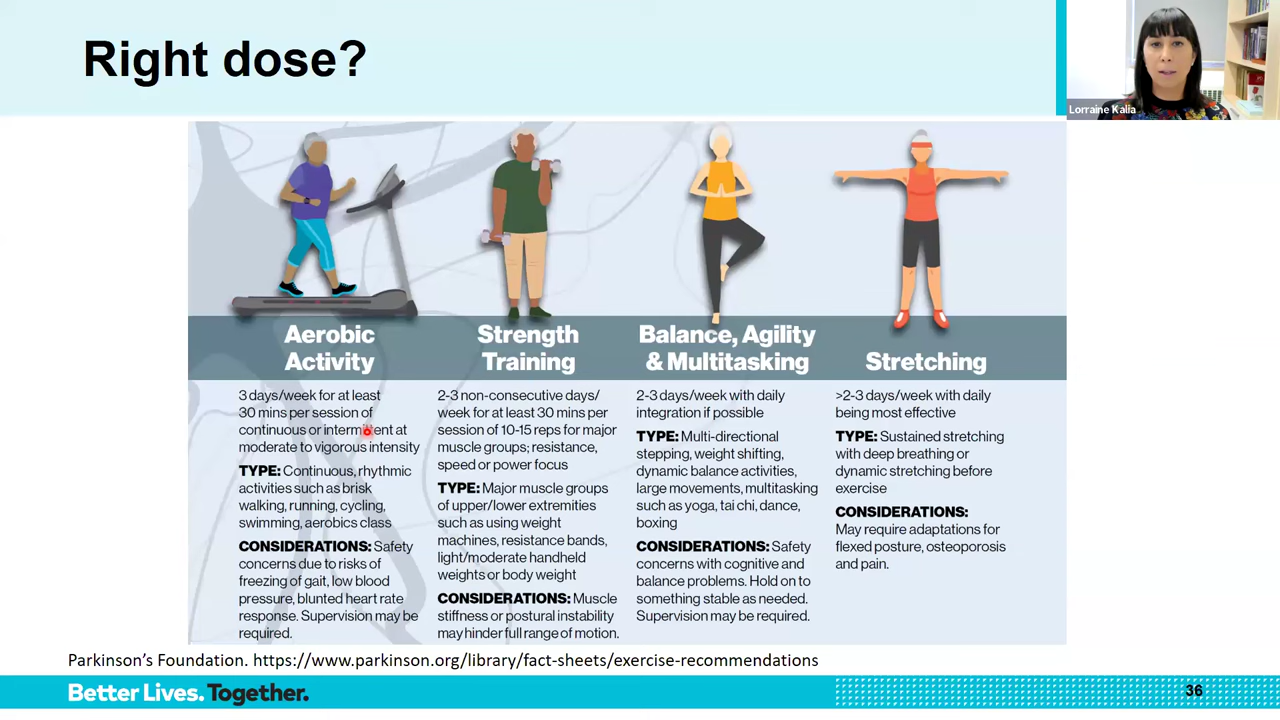 Right dose?
Lorraine Kalia
Aerobic
Activity
3 days/week for at least
30 mins per session of
continuous or intermittent at
moderate to vigorous intensity
TYPE: Continuous, rhythmic
activities such as brisk
walking, running, cycling,
swimming, aerobics class
CONSIDERATIONS: Safety
concerns due to risks of
freezing of gait, low blood
pressure, blunted heart rate
response. Supervision may be
required.
Strength
Training
2-3 non-consecutive days/
week for at least 30 mins per
session of 10-15 reps for major
muscle groups; resistance,
speed or power focus
TYPE: Major muscle groups
of upper/lower extremities
such as using weight
machines, resistance bands,
light/moderate handheld
weights or body weight
CONSIDERATIONS: Muscle
stiffness or postural instability
may hinder full range of motion.
Balance, Agility
& Multitasking
2-3 days/week with daily
integration if possible
TYPE: Multi-directional
stepping, weight shifting,
dynamic balance activities,
large movements, multitasking
such as yoga, tai chi, dance,
boxing
CONSIDERATIONS: Safety
concerns with cognitive and
balance problems. Hold on to
something stable as needed.
Supervision may be required.
Stretching
>2-3 days/week with daily
being most effective
TYPE: Sustained stretching
with deep breathing or
dynamic stretching before
exercise
CONSIDERATIONS:
May require adaptations for
flexed posture, osteoporosis
and pain.
Parkinson's Foundation. https://www.parkinson.org/library/fact-sheets/exercise-recommendations
Better Lives. Together.
36